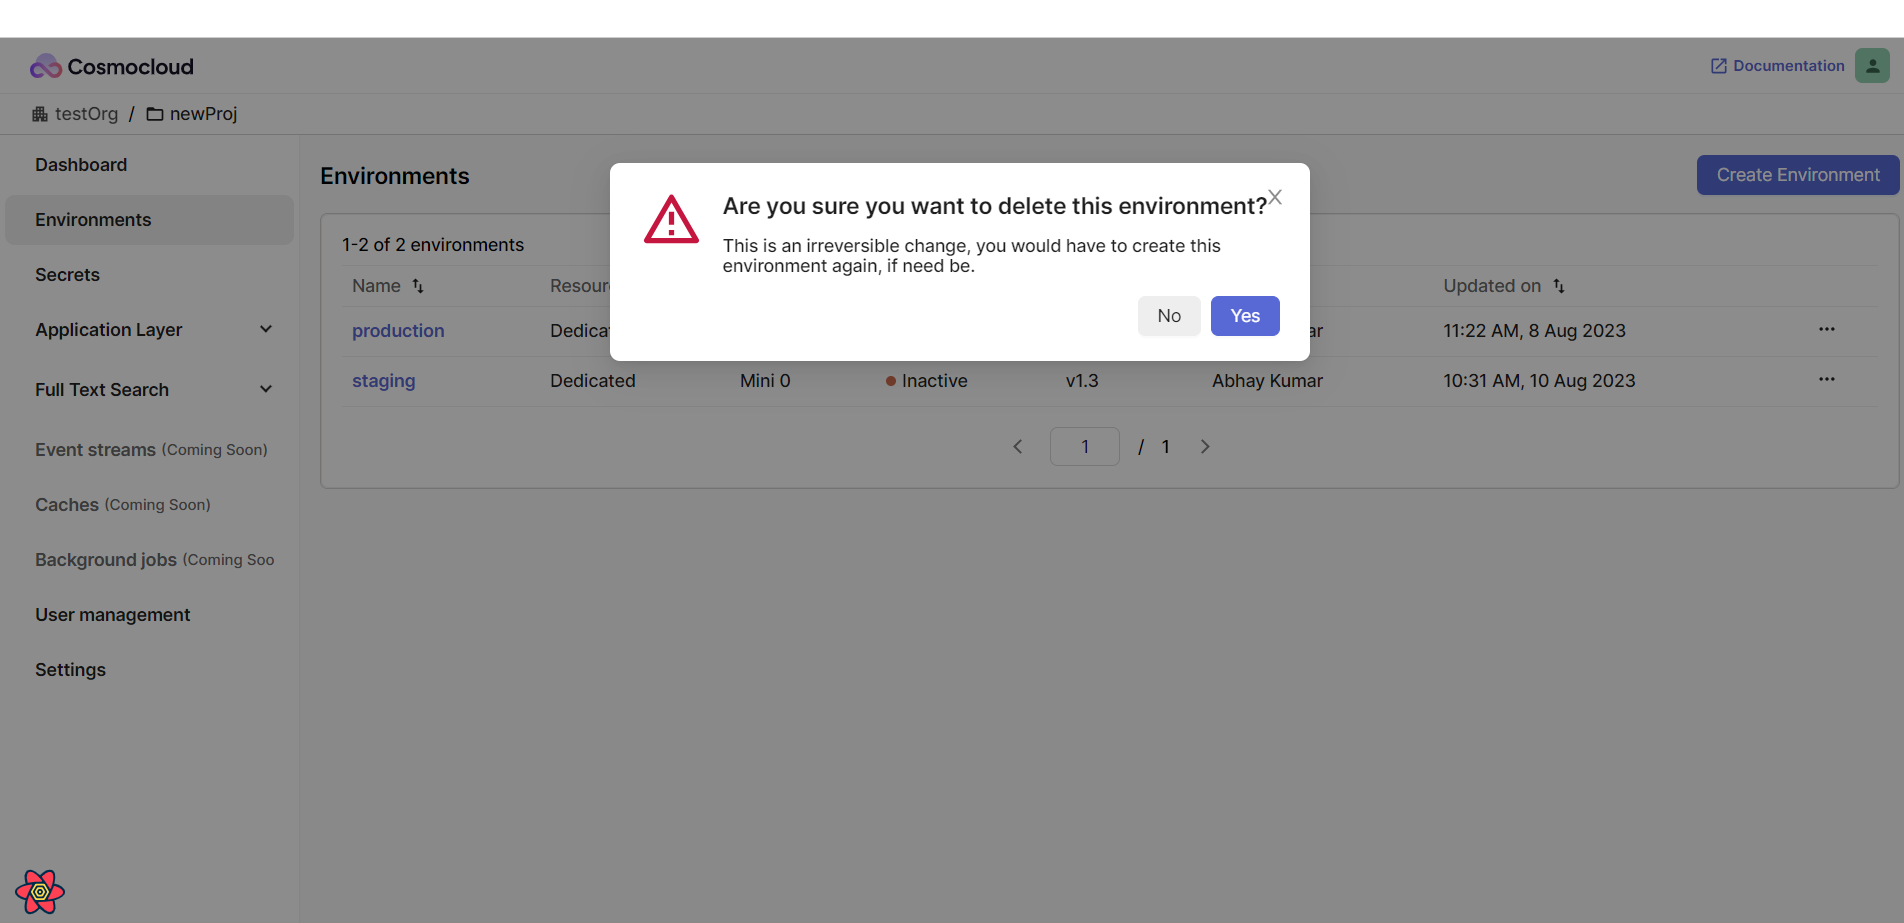 Cosmocloud
Documentation
testOrg / newProj
Dashboard
Environments
Secrets
Application Layer
Full Text Search
Event streams (Coming Soon)
Caches (Coming Soon)
Background jobs (Coming Soo
User management
Settings
Environments
Create Environment
1-2 of 2 environments
Name Resour Updated on
production Dedica ar 11:22 AM, 8 Aug 2023 ···
staging Dedicated Mini 0 Inactive v1.3 Abhay Kumar 10:31 AM, 10 Aug 2023 ···
1 / 1
Are you sure you want to delete this environment?
This is an irreversible change, you would have to create this
environment again, if need be.
No Yes